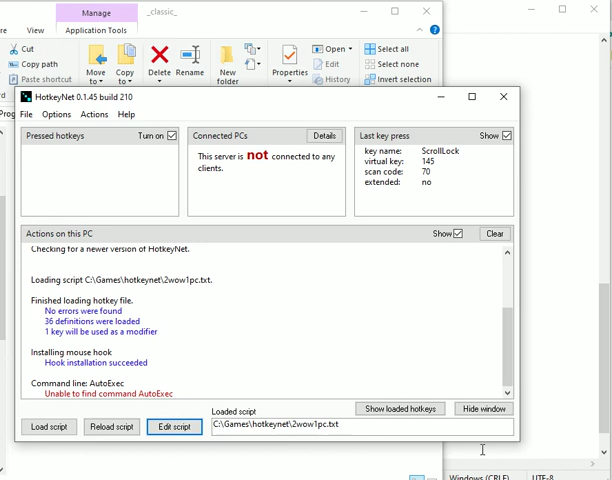 Manage
_classic_
View
Application Tools
Cut
Copy path
Paste shortcut
Move to
Copy to
Delete
Rename
New folder
Properties
Open
Edit
History
Select all
Select none
Invert selection
HotkeyNet 0.1.45 build 210
File Options Actions Help
Pressed hotkeys Turn on
Connected PCs Details
This server is not connected to any
clients.
Last key press Show
key name: ScrollLock
virtual key: 145
scan code: 70
extended: no
Actions on this PC Show Clear
Checking for a newer version of HotkeyNet.
Loading script C:\Games\hotkeynet\2wow1pc.txt.
Finished loading hotkey file.
No errors were found
36 definitions were loaded
1 key will be used as a modifier
Installing mouse hook
Hook installation succeeded
Command line: AutoExec
Unable to find command AutoExec
Show loaded hotkeys Hide window
Load script Reload script Edit script
Loaded script
C:\Games\hotkeynet\2wow1pc.txt
Windows (CRLF) UTF-8